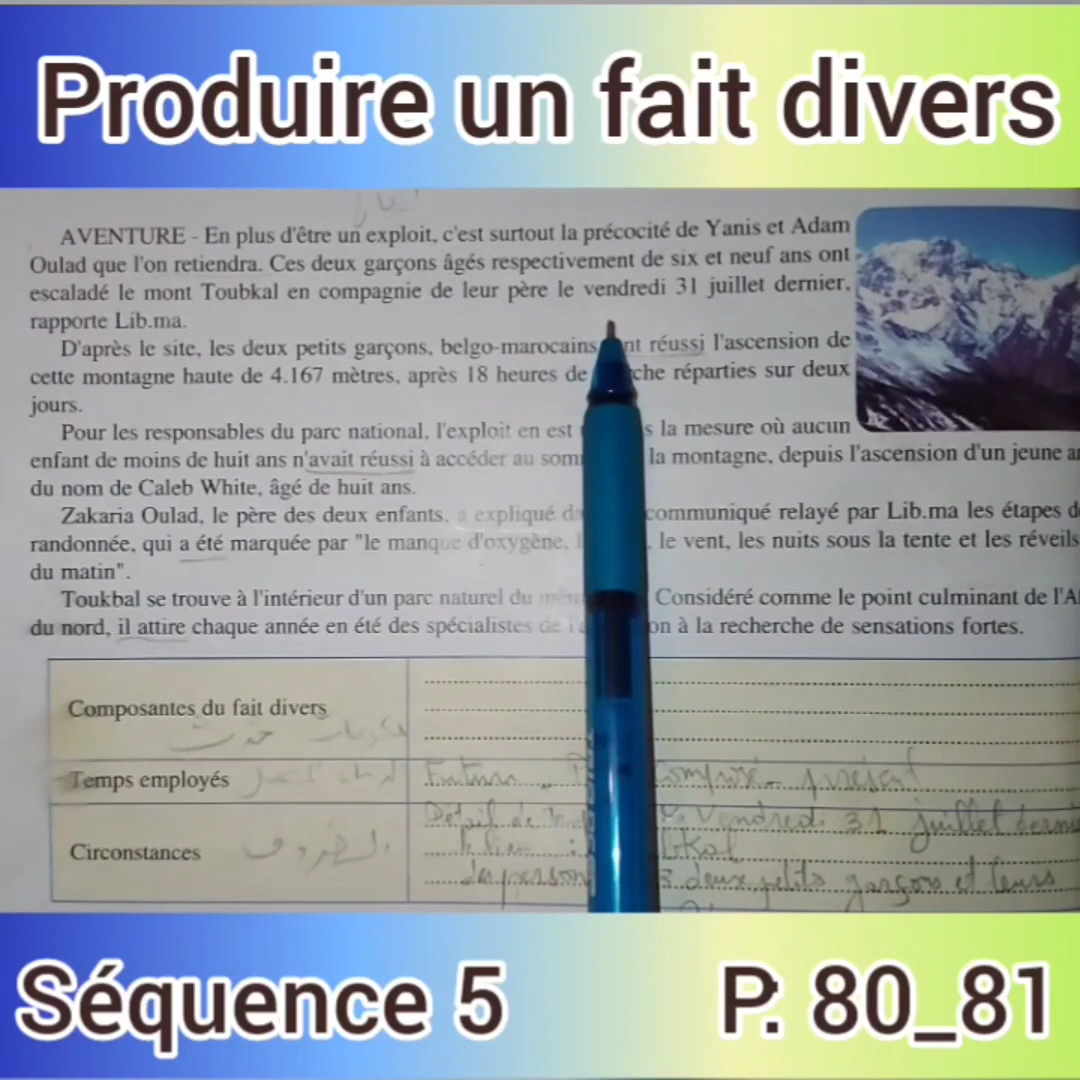 Produire un fait divers
AVENTURE - En plus d'être un exploit, c'est surtout la précocité de Yanis et Adam
Oulad que l'on retiendra. Ces deux garçons âgés respectivement de six et neuf ans ont
escaladé le mont Toubkal en compagnie de leur père le vendredi 31 juillet dernier,
rapporte Lib.ma.
D'après le site, les deux petits garçons, belgo-marocains réussi l'ascension de
cette montagne haute de 4.167 mètres, après 18 heures de réparties sur deux
jours.
Pour les responsables du parc national, l'exploit en est la mesure où aucun
enfant de moins de huit ans n'avait réussi à accéder au la montagne, depuis l'ascension d'un jeune
du nom de Caleb White, âgé de huit ans.
Zakaria Oulad, le père des deux enfants, a expliqué communiqué relayé par Lib.ma les étapes
randonnée, qui a été marquée par "le manque d'oxygène, le vent, les nuits sous la tente et les réveils
du matin".
Toukbal se trouve à l'intérieur d'un parc naturel du Considéré comme le point culminant de
du nord, il attire chaque année en été des spécialistes de à la recherche de sensations fortes.
Composantes du fait divers
Temps employés
Futur composé présent
Circonstances
Détail de Vendredi 31 juillet
le lieu :
deux petits garçons et leurs
Séquence 5 P. 80_81